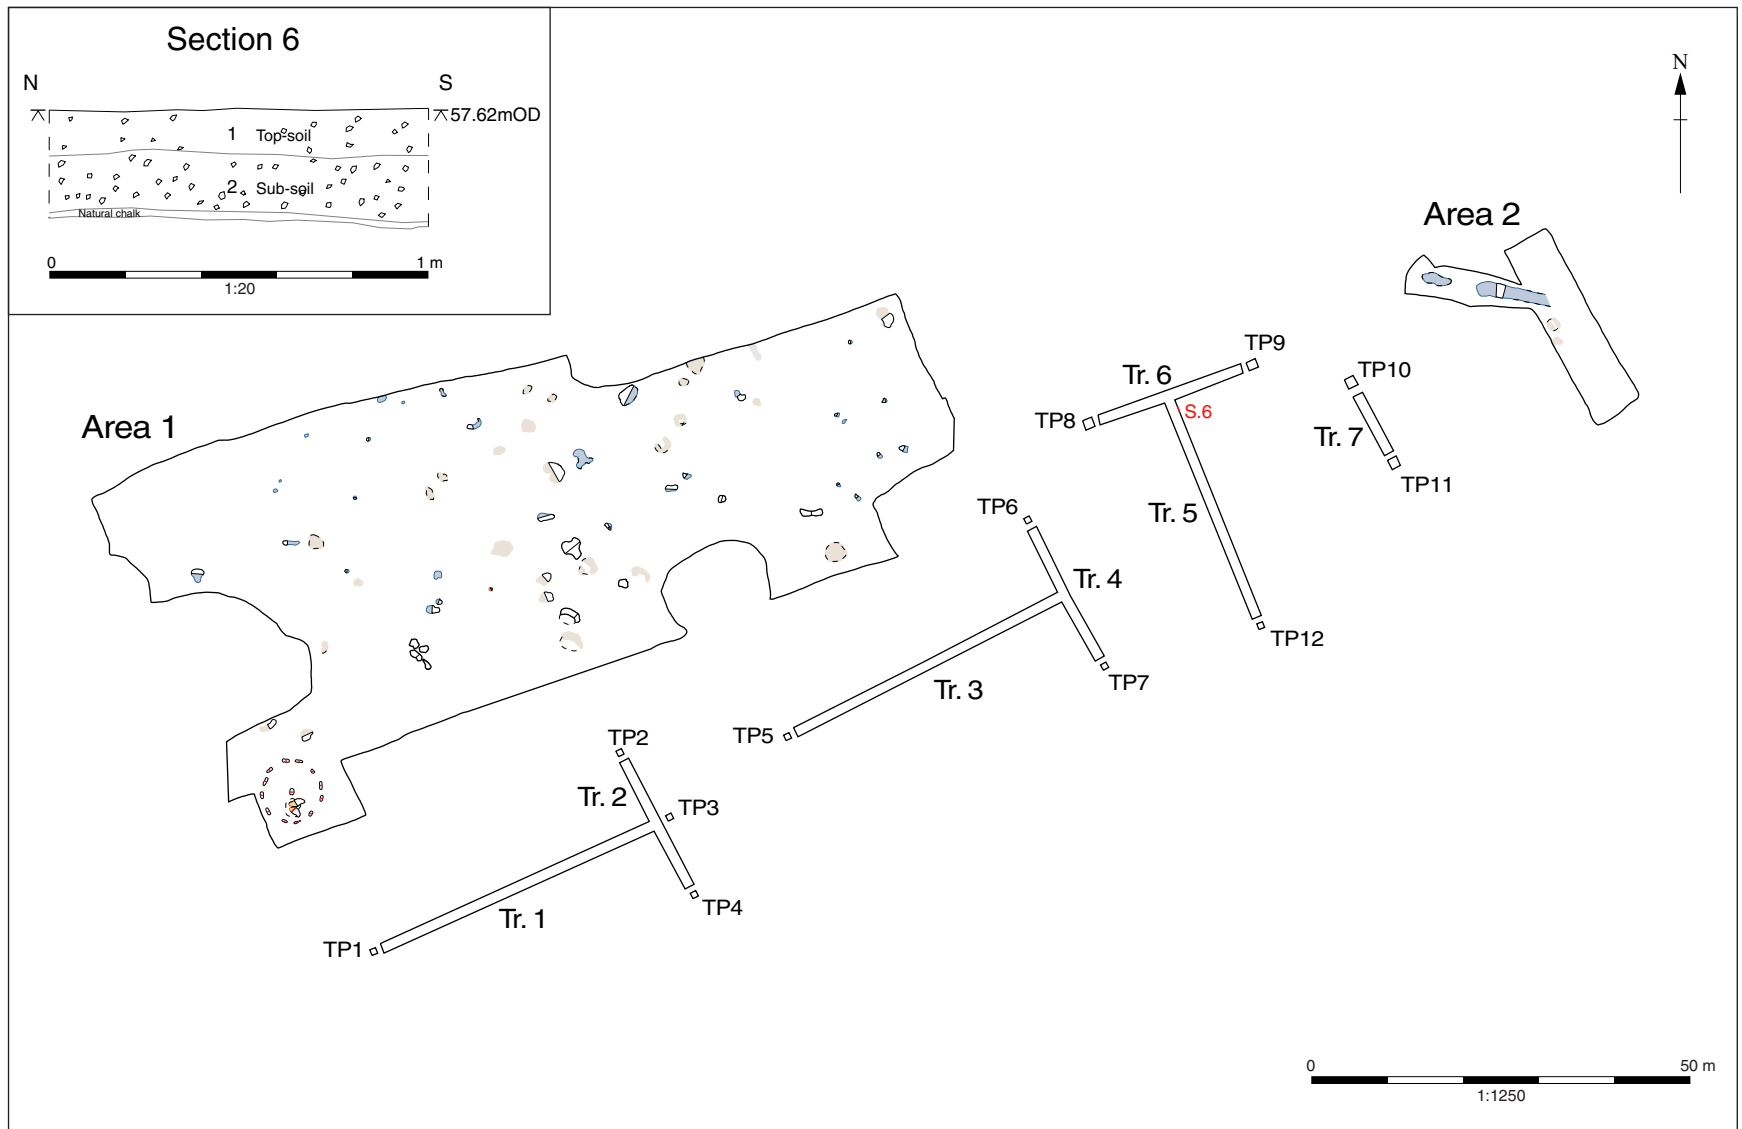 Section 6
N
S
57.62mOD
1 Top-soil
2 Sub-soil
Natural chalk
0
1 m
1:20
N
Area 2
Area 1
TP9
Tr. 6
TP10
TP8
S.6
Tr. 7
TP11
TP6
Tr. 5
Tr. 4
TP12
TP7
Tr. 3
TP5
TP2
Tr. 2
TP3
TP4
Tr. 1
TP1
0
50 m
1:1250